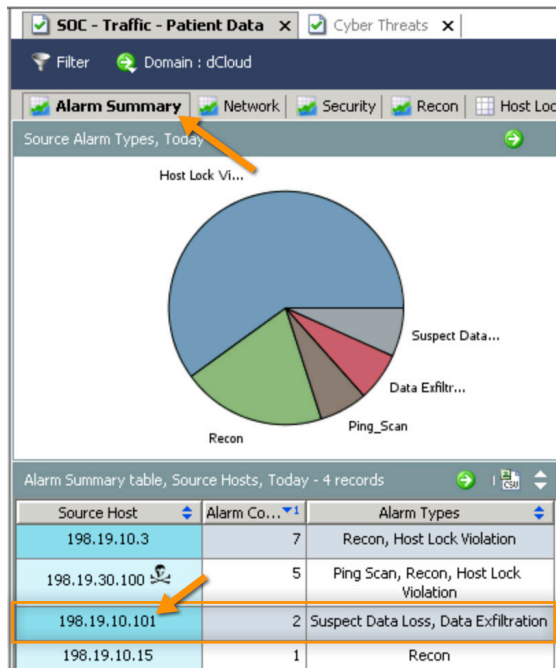 SOC - Traffic - Patient Data x Cyber Threats x
Filter Domain : dCloud
Alarm Summary Network Security Recon Host Loc
Source Alarm Types, Today
Host Lock Vi...
Suspect Data...
Data Exfiltr...
Ping_Scan
Recon
Alarm Summary table, Source Hosts, Today - 4 records CSV
Source Host Alarm Co... 1 Alarm Types
198.19.10.3 7 Recon, Host Lock Violation
198.19.30.100 5 Ping Scan, Recon, Host Lock
Violation
198.19.10.101 2 Suspect Data Loss, Data Exfiltration
198.19.10.15 1 Recon